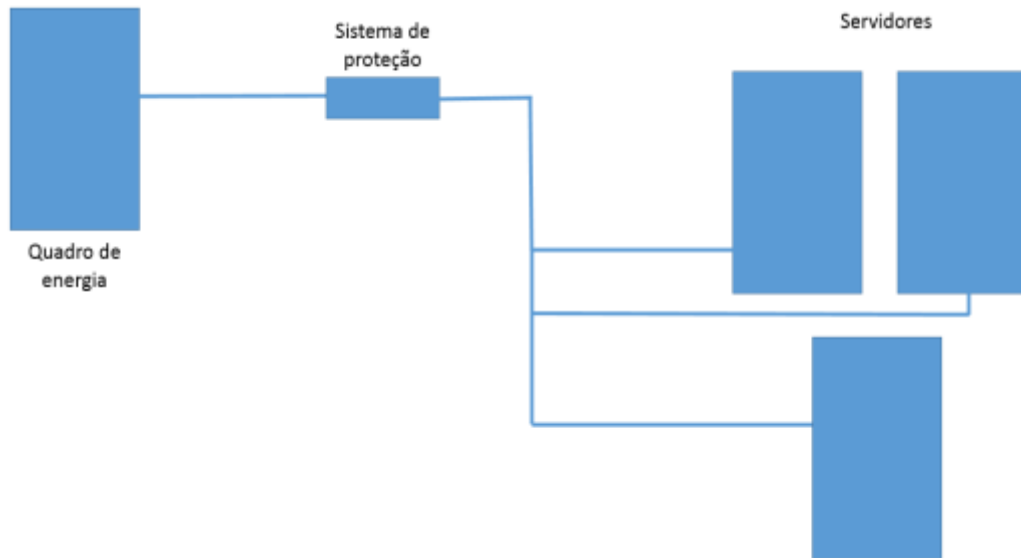 Servidores
Sistema de
proteção
Quadro de
energia